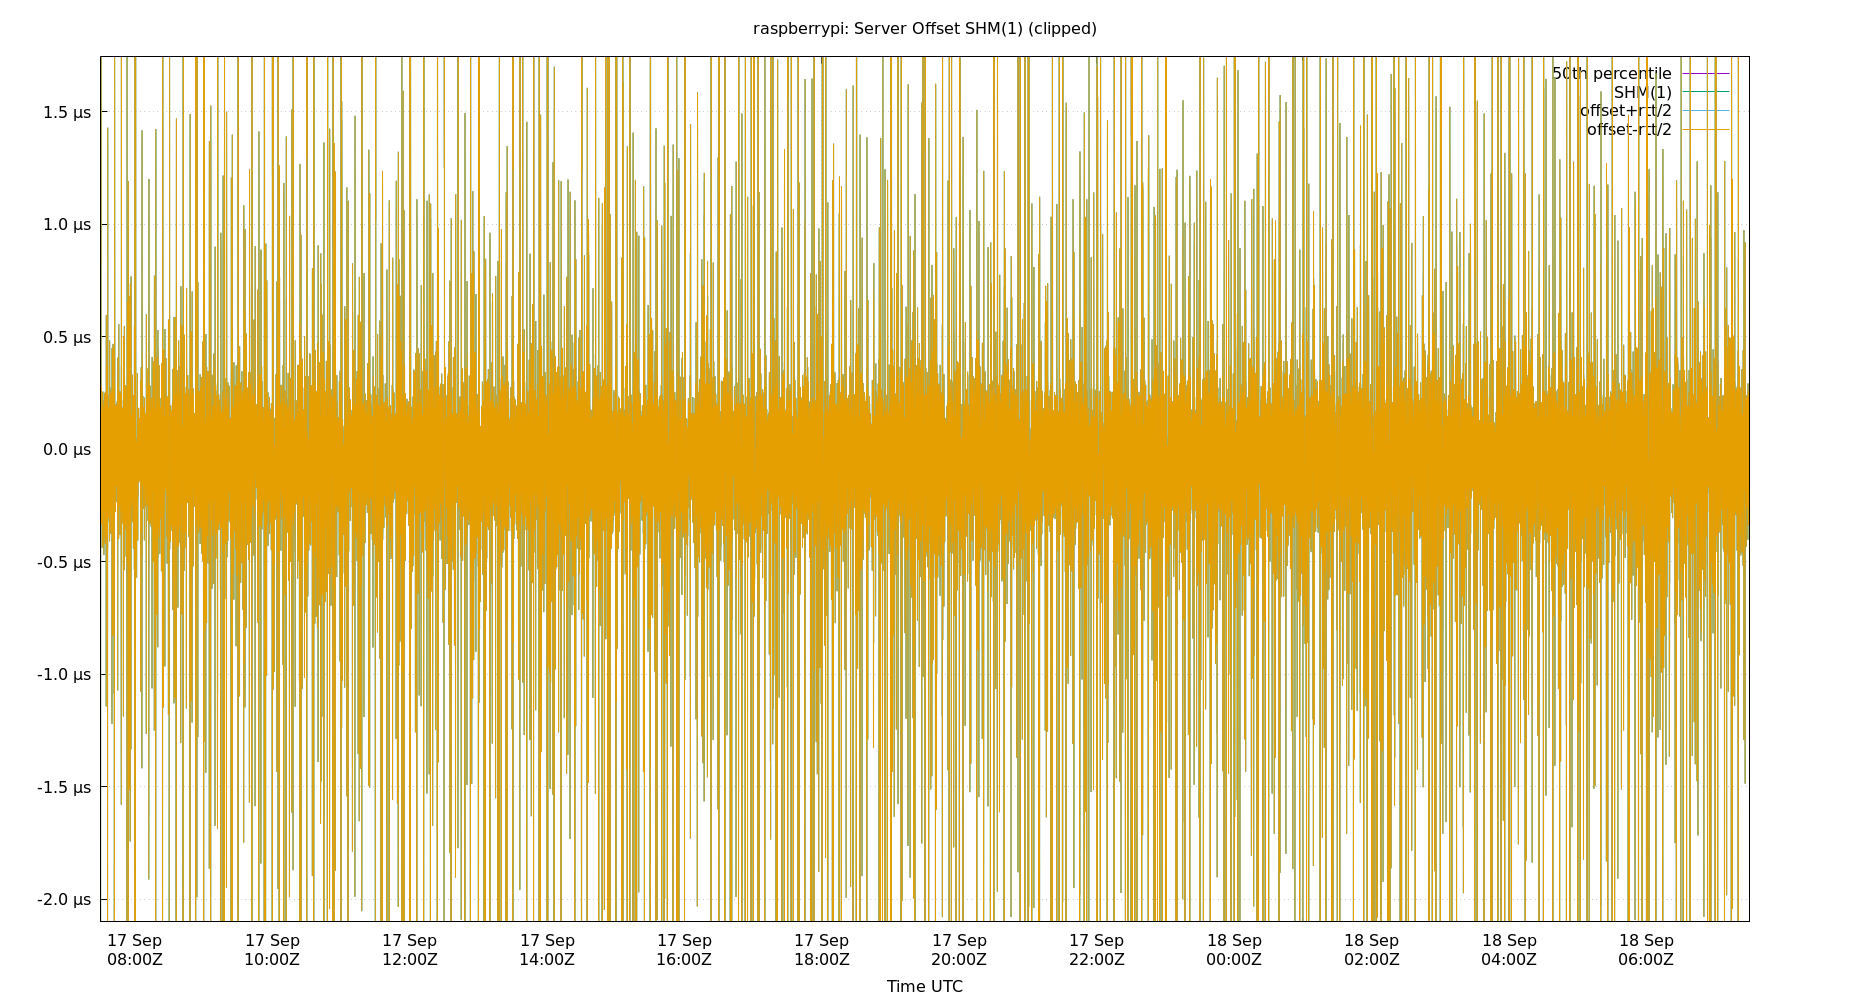 raspberrypi: Server Offset SHM(1) (clipped)
50th percentile
SHM(1)
offset+rtt/2
offset-rtt/2
1.5 µs
1.0 µs
0.5 µs
0.0 µs
-0.5 µs
-1.0 µs
-1.5 µs
-2.0 µs
17 Sep 17 Sep 17 Sep 17 Sep 17 Sep 17 Sep 17 Sep 17 Sep 18 Sep 18 Sep 18 Sep 18 Sep
08:00Z 10:00Z 12:00Z 14:00Z 16:00Z 18:00Z 20:00Z 22:00Z 00:00Z 02:00Z 04:00Z 06:00Z
Time UTC